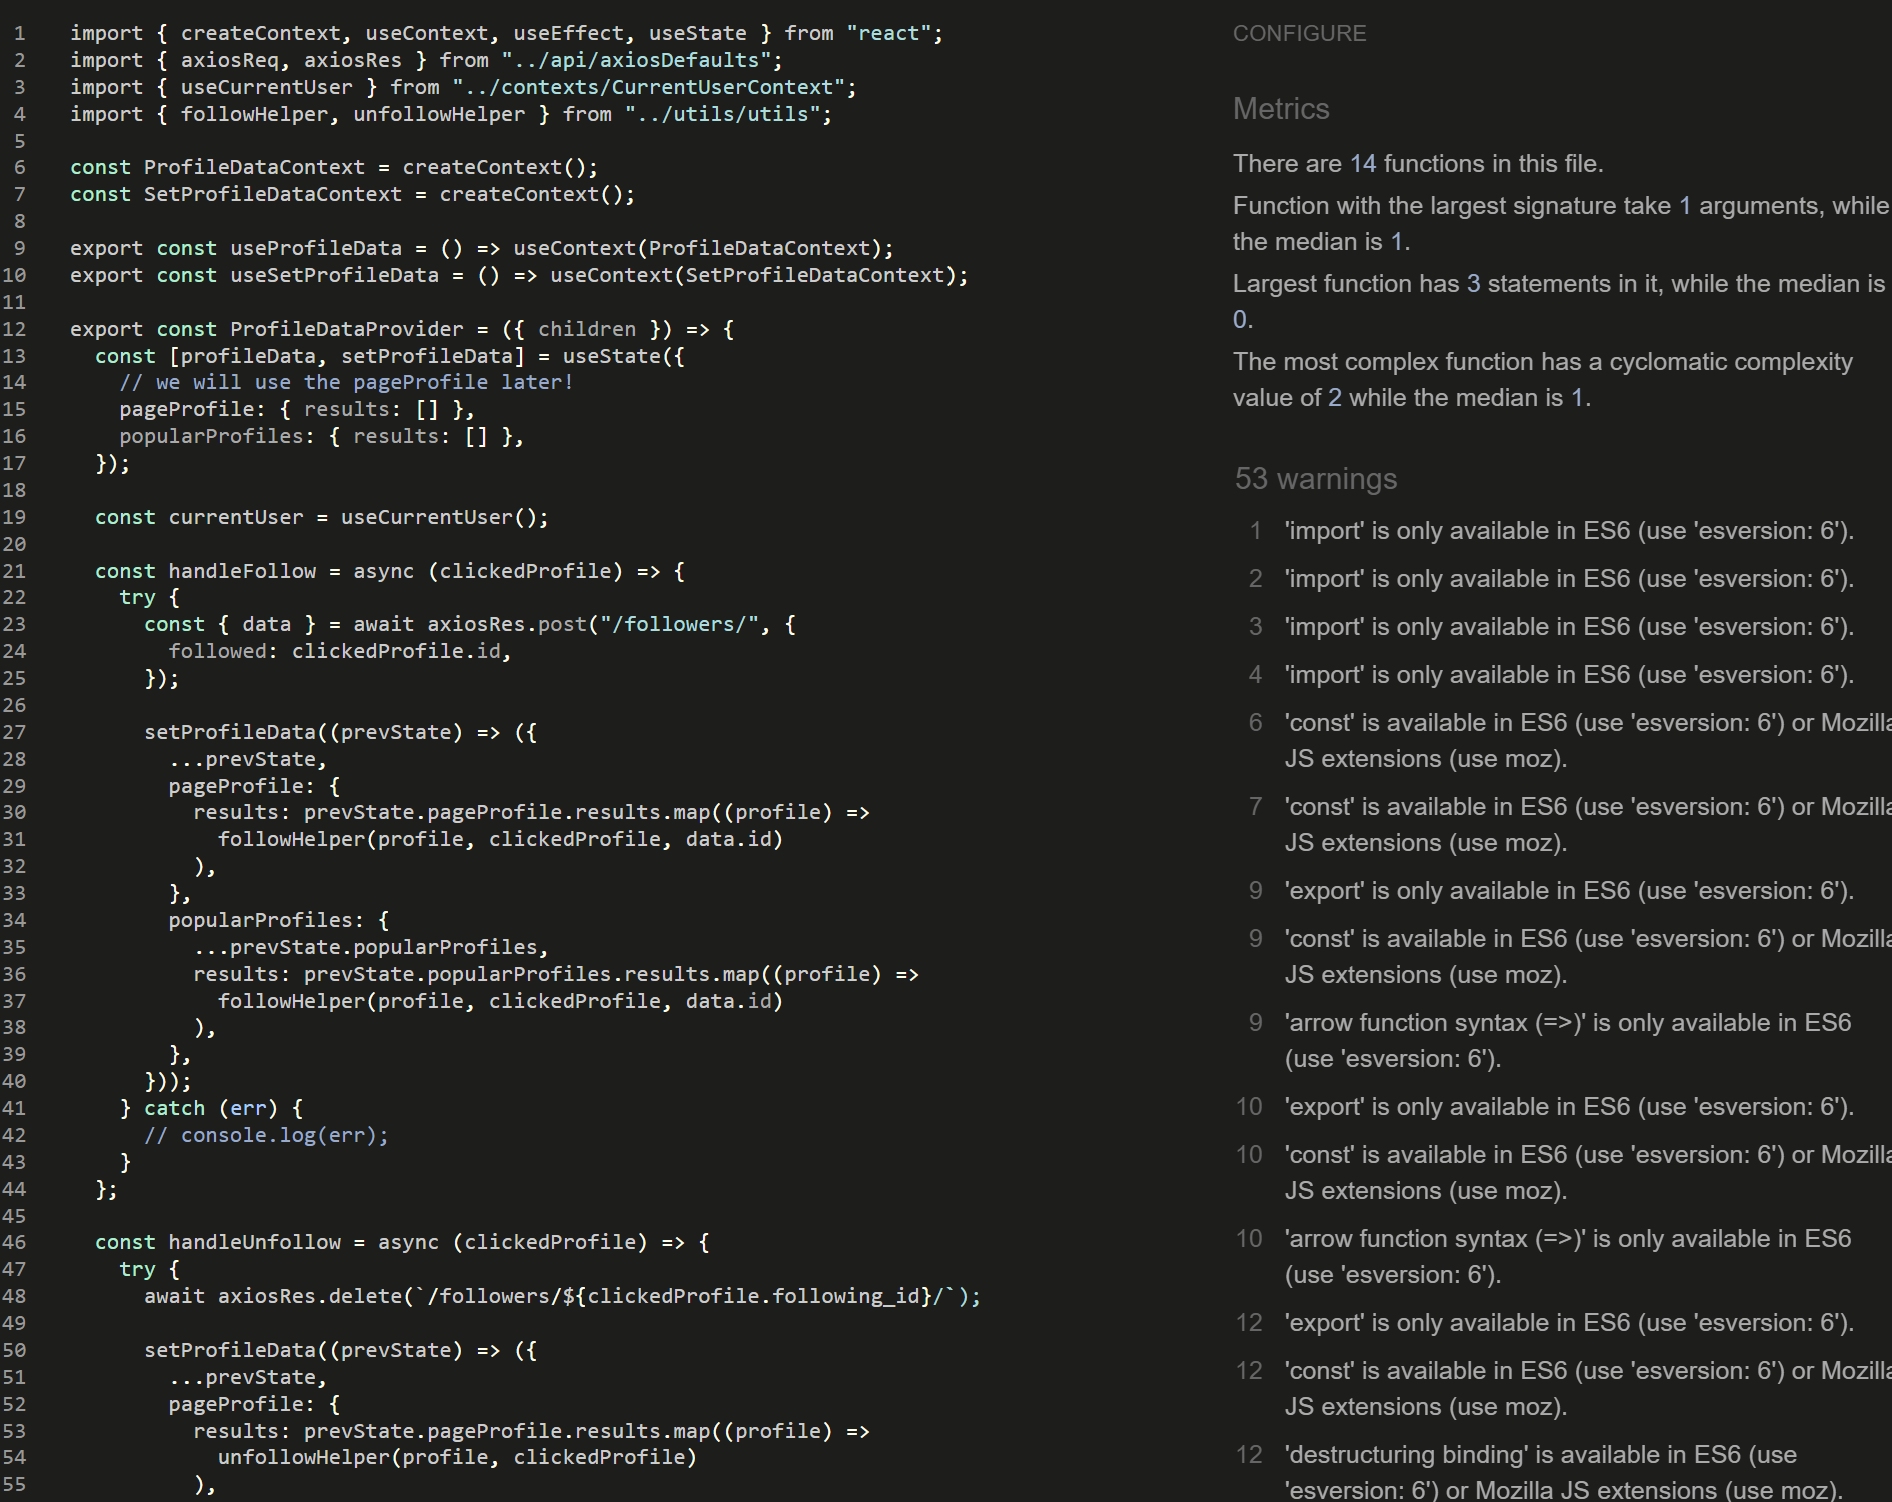 1 import { createContext, useContext, useEffect, useState } from "react";
2 import { axiosReq, axiosRes } from "../api/axiosDefaults";
3 import { useCurrentUser } from "../contexts/CurrentUserContext";
4 import { followHelper, unfollowHelper } from "../utils/utils";
5
6 const ProfileDataContext = createContext();
7 const SetProfileDataContext = createContext();
8
9 export const useProfileData = () => useContext(ProfileDataContext);
10 export const useSetProfileData = () => useContext(SetProfileDataContext);
11
12 export const ProfileDataProvider = ({ children }) => {
13   const [profileData, setProfileData] = useState({
14     // we will use the pageProfile later!
15     pageProfile: { results: [] },
16     popularProfiles: { results: [] },
17   });
18
19   const currentUser = useCurrentUser();
20
21   const handleFollow = async (clickedProfile) => {
22     try {
23       const { data } = await axiosRes.post("/followers/", {
24         followed: clickedProfile.id,
25       });
26
27       setProfileData((prevState) => ({
28         ...prevState,
29         pageProfile: {
30           results: prevState.pageProfile.results.map((profile) =>
31             followHelper(profile, clickedProfile, data.id)
32           ),
33         },
34         popularProfiles: {
35           ...prevState.popularProfiles,
36           results: prevState.popularProfiles.results.map((profile) =>
37             followHelper(profile, clickedProfile, data.id)
38           ),
39         },
40       }));
41     } catch (err) {
42       // console.log(err);
43     }
44   };
45
46   const handleUnfollow = async (clickedProfile) => {
47     try {
48       await axiosRes.delete(`/followers/${clickedProfile.following_id}/`);
49
50       setProfileData((prevState) => ({
51         ...prevState,
52         pageProfile: {
53           results: prevState.pageProfile.results.map((profile) =>
54             unfollowHelper(profile, clickedProfile)
55           ),
CONFIGURE
Metrics
There are 14 functions in this file.
Function with the largest signature take 1 arguments, while
the median is 1.
Largest function has 3 statements in it, while the median is
0.
The most complex function has a cyclomatic complexity
value of 2 while the median is 1.
53 warnings
1 'import' is only available in ES6 (use 'esversion: 6').
2 'import' is only available in ES6 (use 'esversion: 6').
3 'import' is only available in ES6 (use 'esversion: 6').
4 'import' is only available in ES6 (use 'esversion: 6').
6 'const' is available in ES6 (use 'esversion: 6') or Mozilla
JS extensions (use moz).
7 'const' is available in ES6 (use 'esversion: 6') or Mozilla
JS extensions (use moz).
9 'export' is only available in ES6 (use 'esversion: 6').
9 'const' is available in ES6 (use 'esversion: 6') or Mozilla
JS extensions (use moz).
9 'arrow function syntax (=>)' is only available in ES6
(use 'esversion: 6').
10 'export' is only available in ES6 (use 'esversion: 6').
10 'const' is available in ES6 (use 'esversion: 6') or Mozilla
JS extensions (use moz).
10 'arrow function syntax (=>)' is only available in ES6
(use 'esversion: 6').
12 'export' is only available in ES6 (use 'esversion: 6').
12 'const' is available in ES6 (use 'esversion: 6') or Mozilla
JS extensions (use moz).
12 'destructuring binding' is available in ES6 (use
'esversion: 6') or Mozilla JS extensions (use moz).